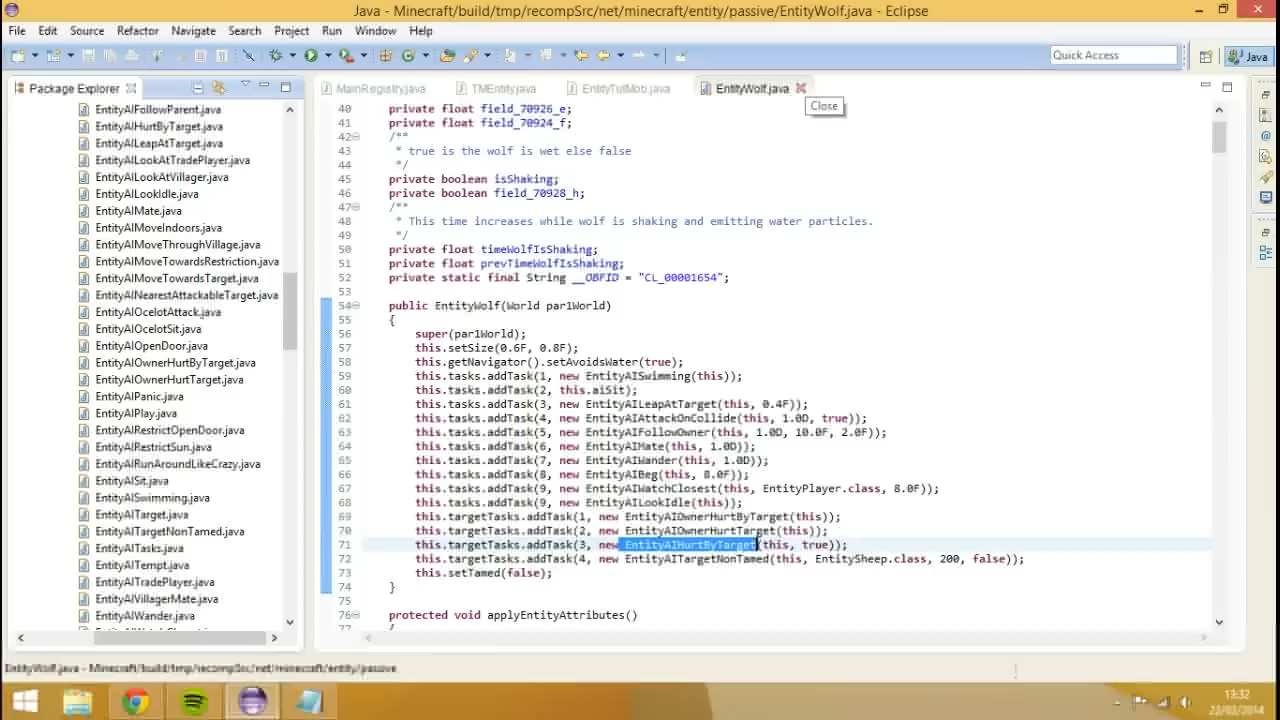 Java - Minecraft/build/tmp/recompSrc/net/minecraft/entity/passive/EntityWolf.java - Eclipse
File Edit Source Refactor Navigate Search Project Run Window Help
Quick Access
Java
Package Explorer
MainRegistry.java TMEntity.java EntityTutMob.java EntityWolf.java
Close
EntityAIFollowParent.java
EntityAIHurtByTarget.java
EntityAILeapAtTarget.java
EntityAILookAtTradePlayer.java
EntityAILookAtVillager.java
EntityAILookIdle.java
EntityAIMate.java
EntityAIMoveIndoors.java
EntityAIMoveThroughVillage.java
EntityAIMoveTowardsRestriction.java
EntityAIMoveTowardsTarget.java
EntityAINearestAttackableTarget.java
EntityAIOcelotAttack.java
EntityAIOcelotSit.java
EntityAIOpenDoor.java
EntityAIOwnerHurtByTarget.java
EntityAIOwnerHurtTarget.java
EntityAIPanic.java
EntityAIPlay.java
EntityAIRestrictOpenDoor.java
EntityAIRestrictSun.java
EntityAIRunAroundLikeCrazy.java
EntityAISit.java
EntityAISwimming.java
EntityAITarget.java
EntityAITargetNonTamed.java
EntityAITasks.java
EntityAITempt.java
EntityAITradePlayer.java
EntityAIVillagerMate.java
EntityAIWander.java
40 private float field_70926_e;
41 private float field_70924_f;
42 /**
43 * true is the wolf is wet else false
44 */
45 private boolean isShaking;
46 private boolean field_70928_h;
47 /**
48 * This time increases while wolf is shaking and emitting water particles.
49 */
50 private float timeWolfIsShaking;
51 private float prevTimeWolfIsShaking;
52 private static final String __OBFID = "CL_00001654";
53
54 public EntityWolf(World par1World)
55 {
56 super(par1World);
57 this.setSize(0.6F, 0.8F);
58 this.getNavigator().setAvoidsWater(true);
59 this.tasks.addTask(1, new EntityAISwimming(this));
60 this.tasks.addTask(2, this.aiSit);
61 this.tasks.addTask(3, new EntityAILeapAtTarget(this, 0.4F));
62 this.tasks.addTask(4, new EntityAIAttackOnCollide(this, 1.0D, true));
63 this.tasks.addTask(5, new EntityAIFollowOwner(this, 1.0D, 10.0F, 2.0F));
64 this.tasks.addTask(6, new EntityAIMate(this, 1.0D));
65 this.tasks.addTask(7, new EntityAIWander(this, 1.0D));
66 this.tasks.addTask(8, new EntityAIBeg(this, 8.0F));
67 this.tasks.addTask(9, new EntityAIWatchClosest(this, EntityPlayer.class, 8.0F));
68 this.tasks.addTask(9, new EntityAILookIdle(this));
69 this.targetTasks.addTask(1, new EntityAIOwnerHurtByTarget(this));
70 this.targetTasks.addTask(2, new EntityAIOwnerHurtTarget(this));
71 this.targetTasks.addTask(3, new EntityAIHurtByTarget(this, true));
72 this.targetTasks.addTask(4, new EntityAITargetNonTamed(this, EntitySheep.class, 200, false));
73 this.setTamed(false);
74 }
75
76 protected void applyEntityAttributes()
77 {
EntityWolf.java - Minecraft/build/tmp/recompSrc/net/minecraft/entity/passive
13:32